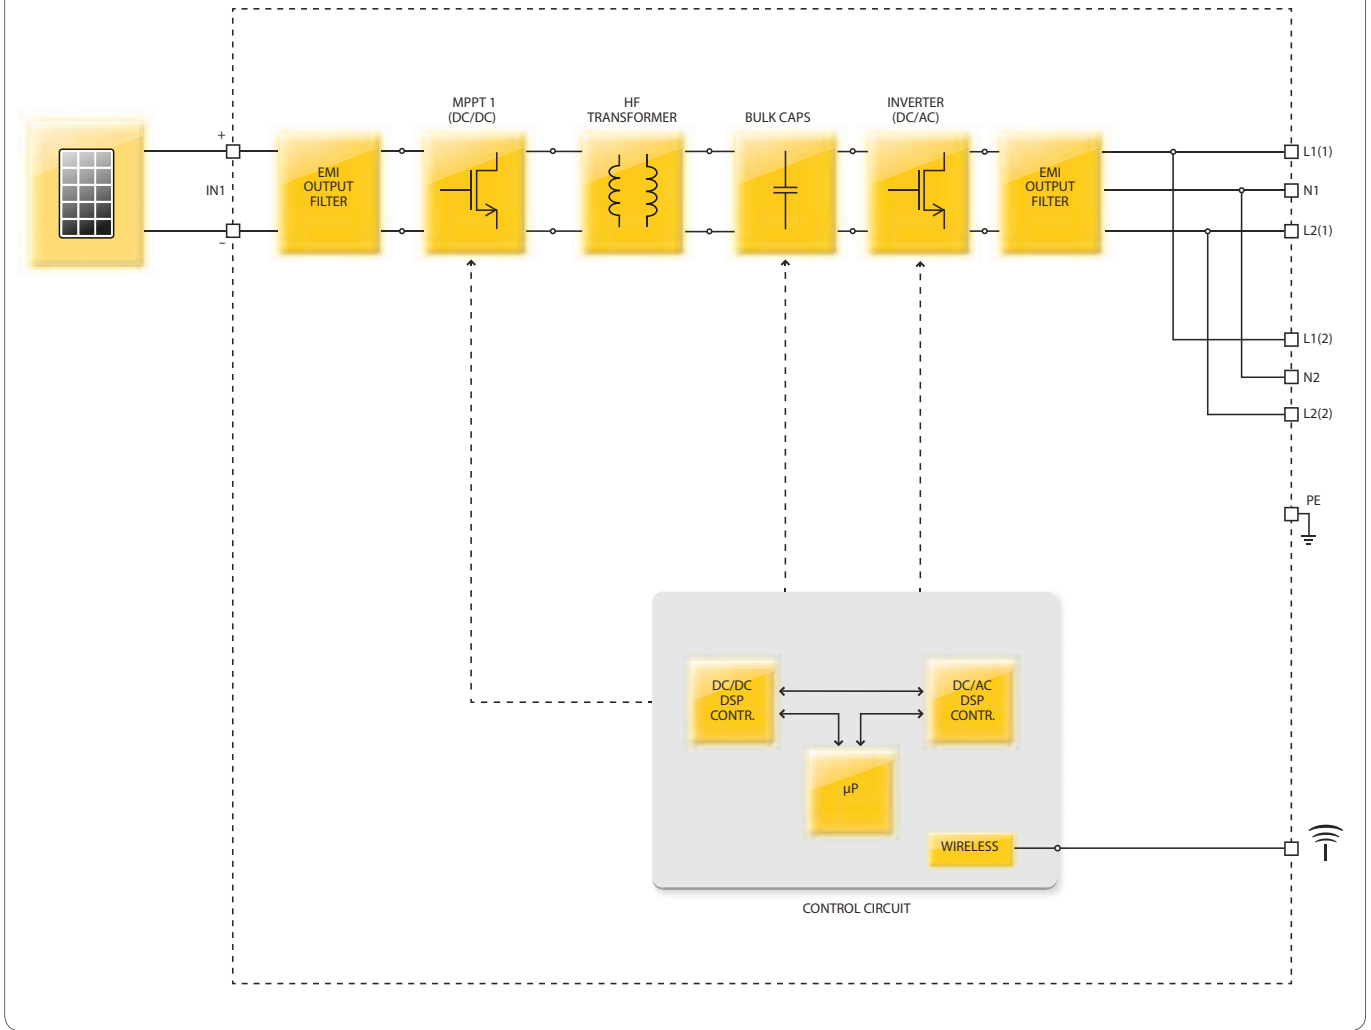 MPPT 1
(DC/DC)
HF
TRANSFORMER
BULK CAPS
INVERTER
(DC/AC)
+
IN1
–
EMI
OUTPUT
FILTER
EMI
OUTPUT
FILTER
L1(1)
N1
L2(1)
L1(2)
N2
L2(2)
PE
DC/DC
DSP
CONTR.
DC/AC
DSP
CONTR.
µP
WIRELESS
CONTROL CIRCUIT